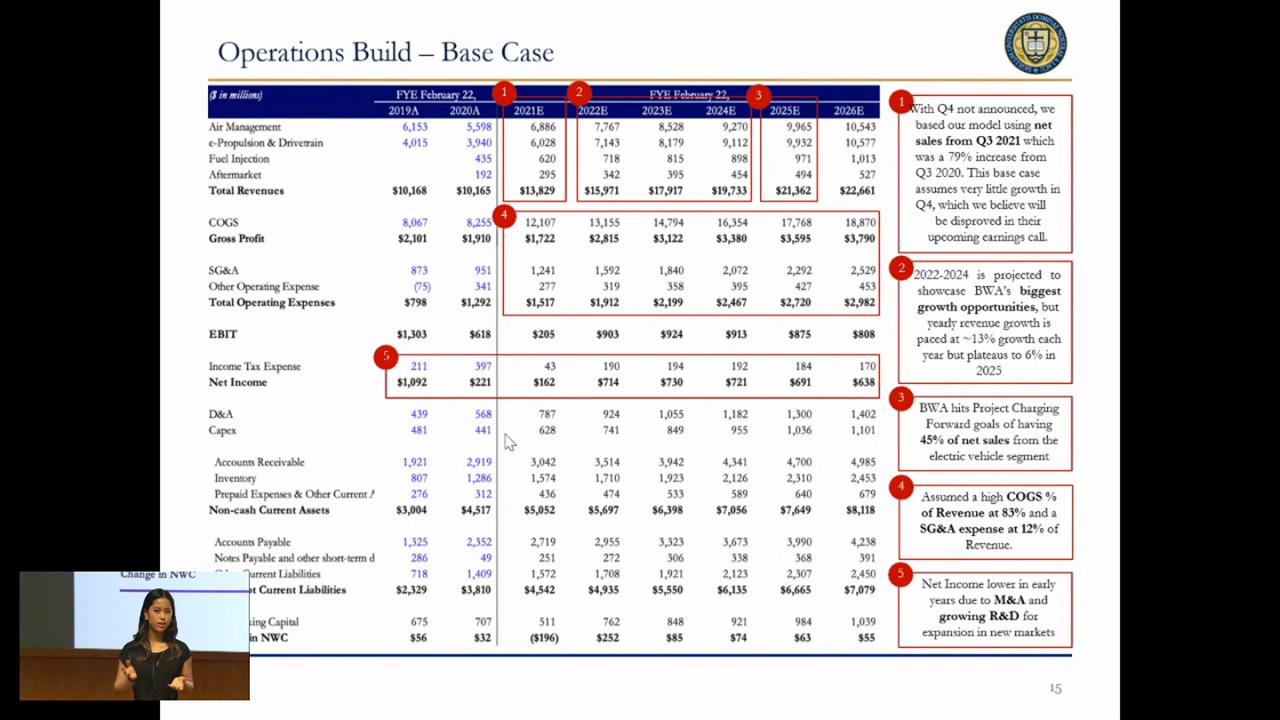 Operations Build – Base Case
($ in millions) FYE February 22, 1 2 FYE February 22, 3
2019A 2020A 2021E 2022E 2023E 2024E 2025E 2026E
Air Management 6,153 5,598 6,886 7,767 8,528 9,270 9,965 10,543
e-Propulsion & Drivetrain 4,015 3,940 6,028 7,143 8,179 9,112 9,932 10,577
Fuel Injection 435 620 718 815 898 971 1,013
Aftermarket 192 295 342 395 454 494 527
Total Revenues $10,168 $10,165 $13,829 $15,971 $17,917 $19,733 $21,362 $22,661
4
COGS 8,067 8,255 12,107 13,155 14,794 16,354 17,768 18,870
Gross Profit $2,101 $1,910 $1,722 $2,815 $3,122 $3,380 $3,595 $3,790
SG&A 873 951 1,241 1,592 1,840 2,072 2,292 2,529
Other Operating Expense (75) 341 277 319 358 395 427 453
Total Operating Expenses $798 $1,292 $1,517 $1,912 $2,199 $2,467 $2,720 $2,982
EBIT $1,303 $618 $205 $903 $924 $913 $875 $808
5
Income Tax Expense 211 397 43 190 194 192 184 170
Net Income $1,092 $221 $162 $714 $730 $721 $691 $638
D&A 439 568 787 924 1,055 1,182 1,300 1,402
Capex 481 441 628 741 849 955 1,036 1,101
Accounts Receivable 1,921 2,919 3,042 3,514 3,942 4,341 4,700 4,985
Inventory 807 1,286 1,574 1,710 1,923 2,126 2,310 2,453
Prepaid Expenses & Other Current A 276 312 436 474 533 589 640 679
Non-cash Current Assets $3,004 $4,517 $5,052 $5,697 $6,398 $7,056 $7,649 $8,118
Accounts Payable 1,325 2,352 2,719 2,955 3,323 3,673 3,990 4,238
Notes Payable and other short-term d 286 49 251 272 306 338 368 391
Current Liabilities 718 1,409 1,572 1,708 1,921 2,123 2,307 2,450
Current Liabilities $2,329 $3,810 $4,542 $4,935 $5,550 $6,135 $6,665 $7,079
Capital 675 707 511 762 848 921 984 1,039
in NWC $56 $32 ($196) $252 $85 $74 $63 $55
1
With Q4 not announced, we
based our model using net
sales from Q3 2021 which
was a 79% increase from
Q3 2020. This base case
assumes very little growth in
Q4, which we believe will
be disproved in their
upcoming earnings call.
2
2022-2024 is projected to
showcase BWA's biggest
growth opportunities, but
yearly revenue growth is
paced at ~13% growth each
year but plateaus to 6% in
2025
3
BWA hits Project Charging
Forward goals of having
45% of net sales from the
electric vehicle segment
4
Assumed a high COGS %
of Revenue at 83% and a
SG&A expense at 12% of
Revenue.
5
Net Income lower in early
years due to M&A and
growing R&D for
expansion in new markets
Change in NWC
15